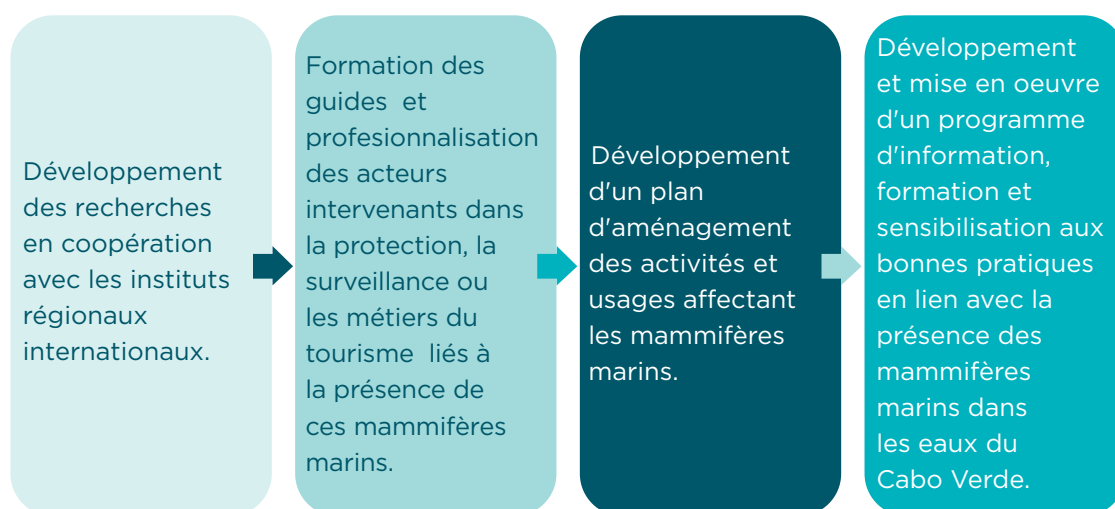 Développement
des recherches
en coopération
avec les instituts
régionaux
internationaux.
Formation des
guides et
profesionnalisation
des acteurs
intervenants dans
la protection, la
surveillance ou
les métiers du
tourisme liés à
la présence de
ces mammifères
marins.
Développement
d'un plan
d'aménagement
des activités et
usages affectant
les mammifères
marins.
Développement
et mise en oeuvre
d'un programme
d'information,
formation et
sensibilisation aux
bonnes pratiques
en lien avec la
présence des
mammifères
marins dans
les eaux du
Cabo Verde.